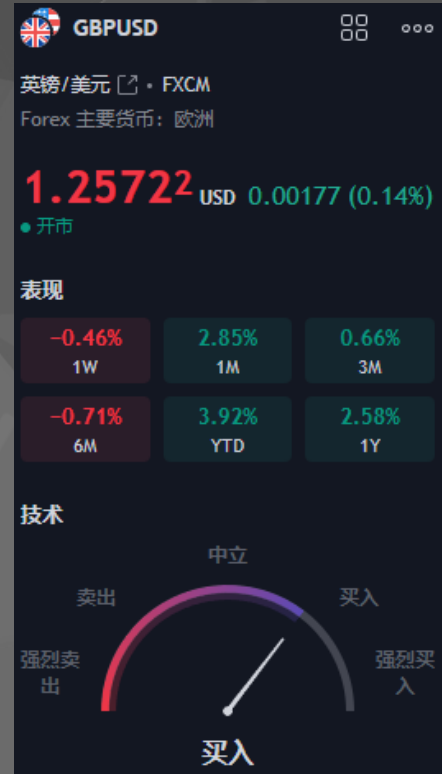 GBPUSD
英镑/美元 • FXCM
Forex 主要货币：欧洲
1.25722 USD 0.00177 (0.14%)
•开市
表现
−0.46% 2.85% 0.66%
1W 1M 3M
−0.71% 3.92% 2.58%
6M YTD 1Y
技术
中立
卖出 买入
强烈卖出 强烈买入
买入